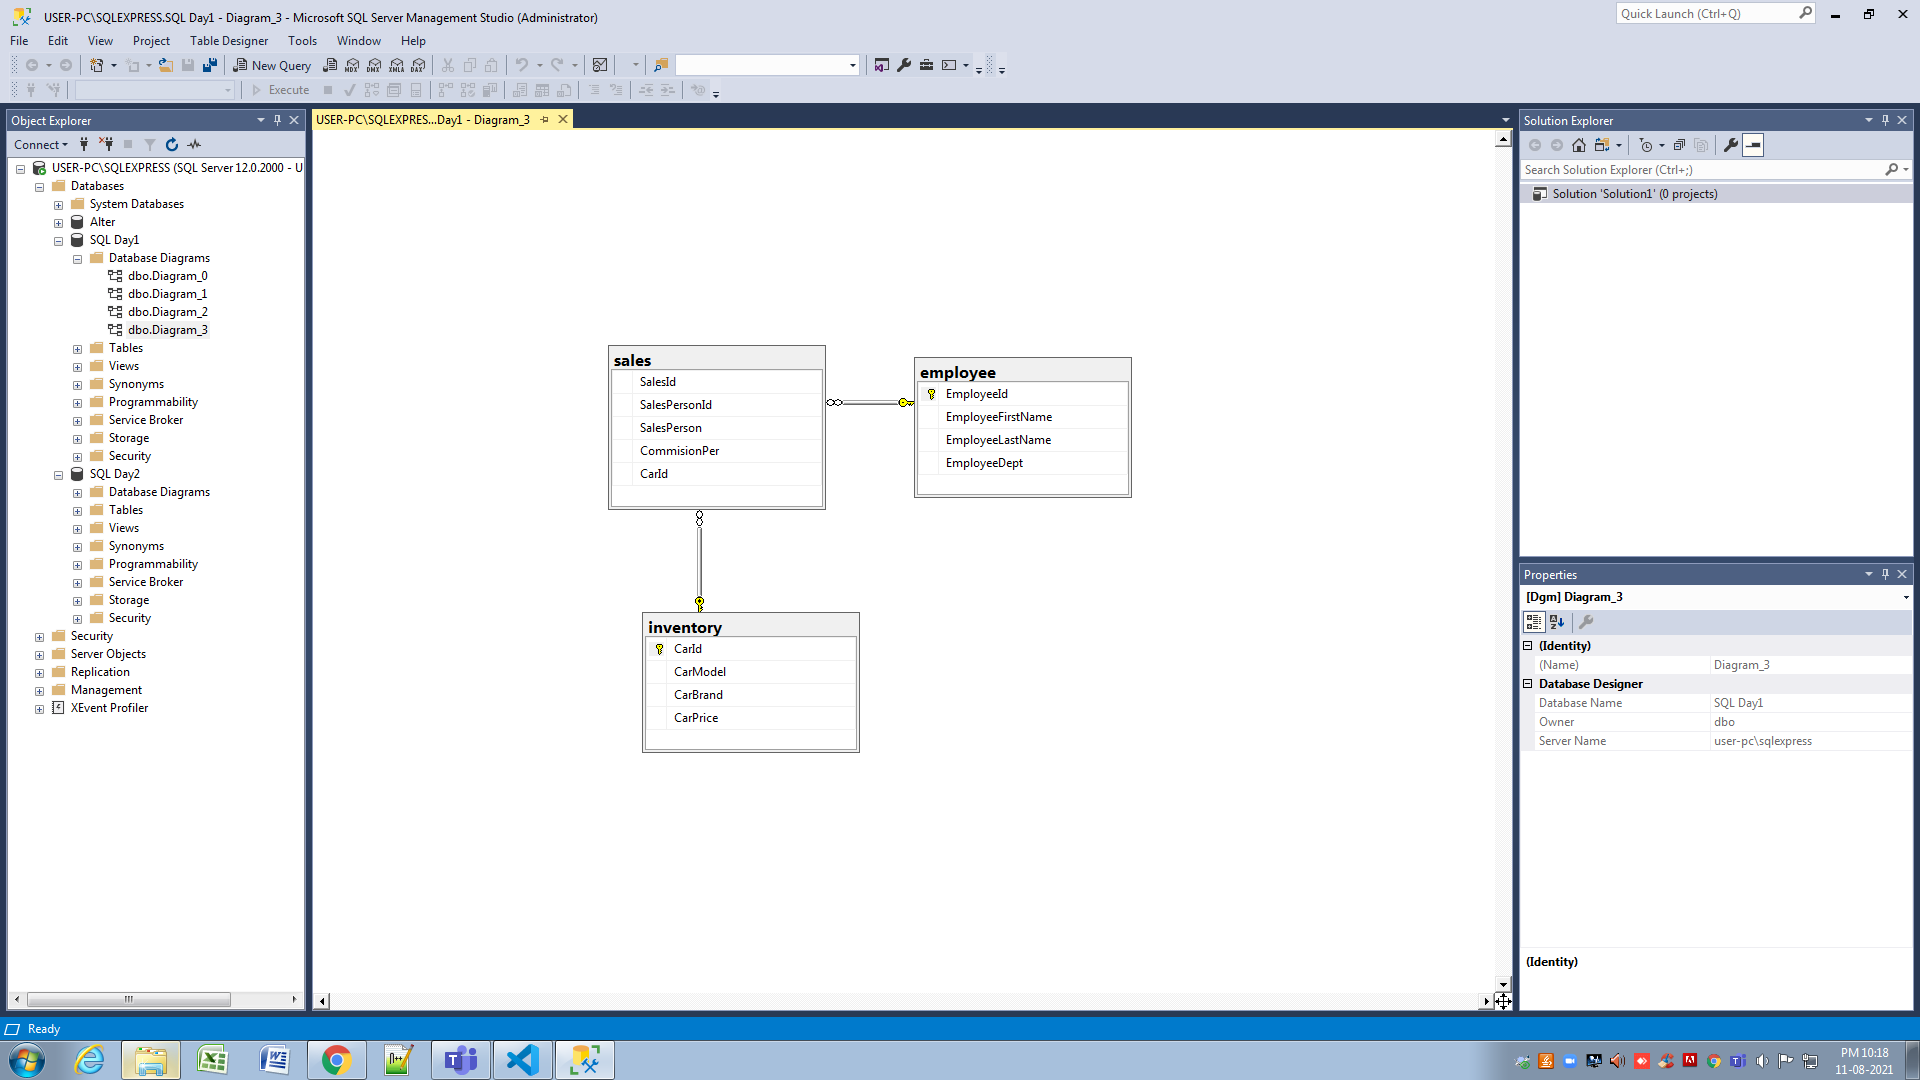 USER-PC\SQLEXPRESS.SQL Day1 - Diagram_3 - Microsoft SQL Server Management Studio (Administrator)
Quick Launch (Ctrl+Q)
File Edit View Project Table Designer Tools Window Help
New Query
MDX DMX XMLA DAX
Execute
Object Explorer
Connect
USER-PC\SQLEXPRESS (SQL Server 12.0.2000 - U
Databases
System Databases
Alter
SQL Day1
Database Diagrams
dbo.Diagram_0
dbo.Diagram_1
dbo.Diagram_2
dbo.Diagram_3
Tables
Views
Synonyms
Programmability
Service Broker
Storage
Security
SQL Day2
Database Diagrams
Tables
Views
Synonyms
Programmability
Service Broker
Storage
Security
Security
Server Objects
Replication
Management
XEvent Profiler
USER-PC\SQLEXPRES...Day1 - Diagram_3
sales
SalesId
SalesPersonId
SalesPerson
CommisionPer
CarId
employee
EmployeeId
EmployeeFirstName
EmployeeLastName
EmployeeDept
inventory
CarId
CarModel
CarBrand
CarPrice
Solution Explorer
Search Solution Explorer (Ctrl+;)
Solution 'Solution1' (0 projects)
Properties
[Dgm] Diagram_3
(Identity)
(Name) Diagram_3
Database Designer
Database Name SQL Day1
Owner dbo
Server Name user-pc\sqlexpress
(Identity)
Ready
PM 10:18
11-08-2021